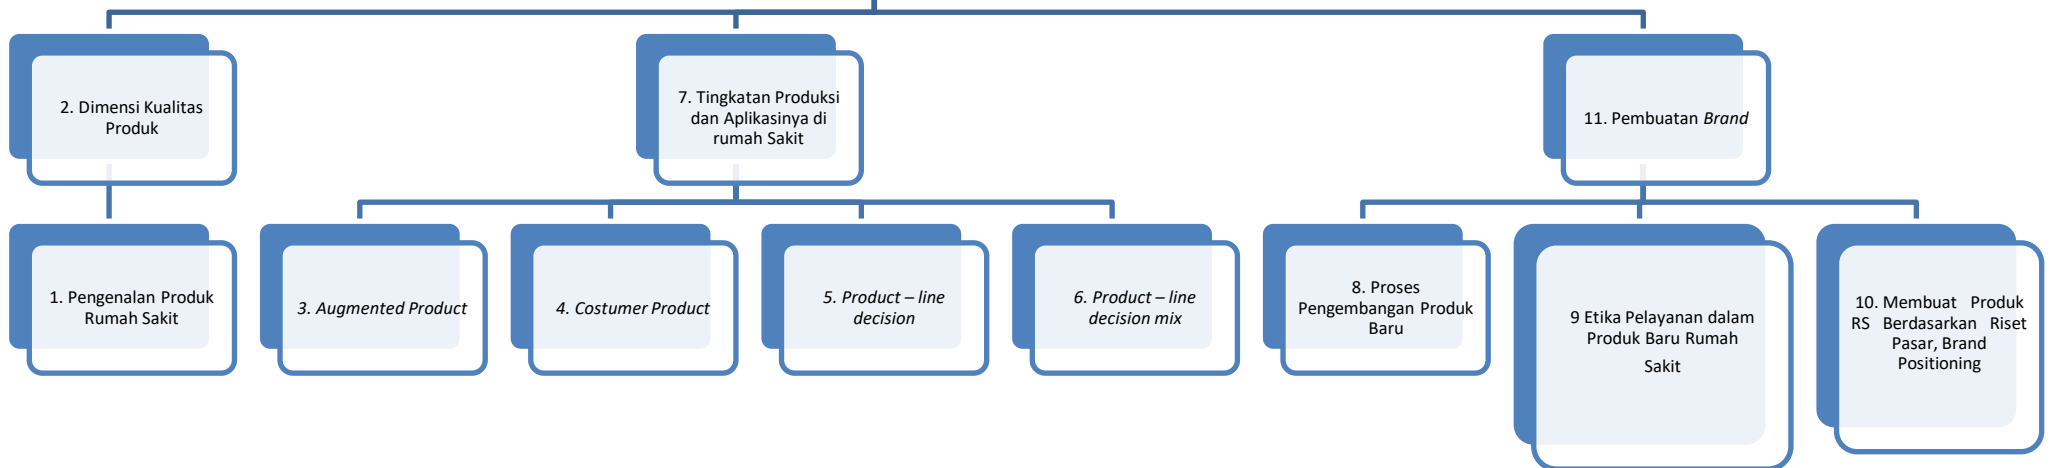 2. Dimensi Kualitas
Produk
7. Tingkatan Produksi
dan Aplikasinya di
rumah Sakit
11. Pembuatan Brand
1. Pengenalan Produk
Rumah Sakit
3. Augmented Product
4. Costumer Product
5. Product – line
decision
6. Product – line
decision mix
8. Proses
Pengembangan Produk
Baru
9 Etika Pelayanan dalam
Produk Baru Rumah
Sakit
10. Membuat Produk
RS Berdasarkan Riset
Pasar, Brand
Positioning